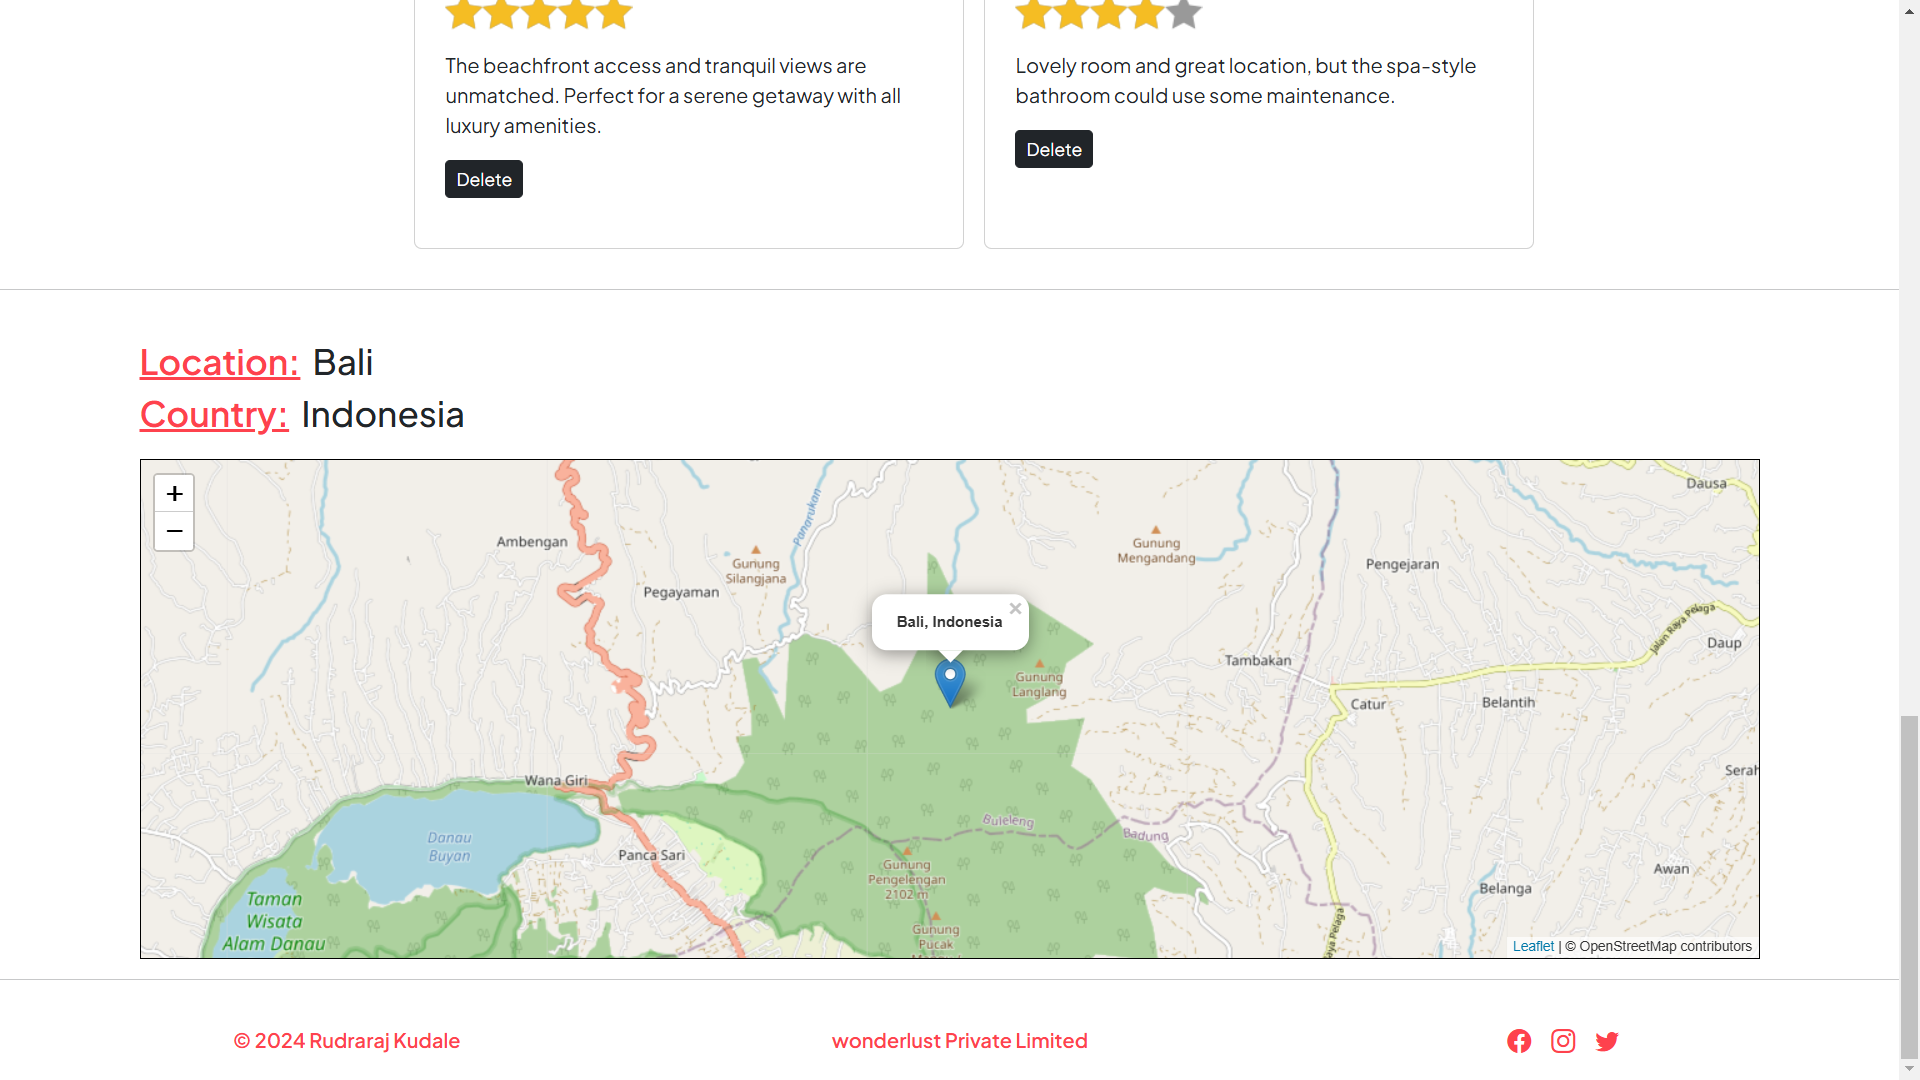 The beachfront access and tranquil views are
unmatched. Perfect for a serene getaway with all
luxury amenities.
Delete
Lovely room and great location, but the spa-style
bathroom could use some maintenance.
Delete
Location: Bali
Country: Indonesia
+
−
Dausa
Panarukan
Ambengan
Gunung
Silangjana
Gunung
Mengandang
Pengejaran
Pegayaman
Jalan Raya Pelaga
Bali, Indonesia
×
Daup
Tambakan
Gunung
Langlang
Catur
Belantih
Serah
Wana Giri
Buleleng
Badung
Danau
Buyan
Panca Sari
Gunung
Pengelengan
2102 m
Awan
Belanga
Taman
Wisata
Alam Danau
Gunung
Pucak
aya Pelaga
Leaflet | © OpenStreetMap contributors
© 2024 Rudraraj Kudale
wonderlust Private Limited